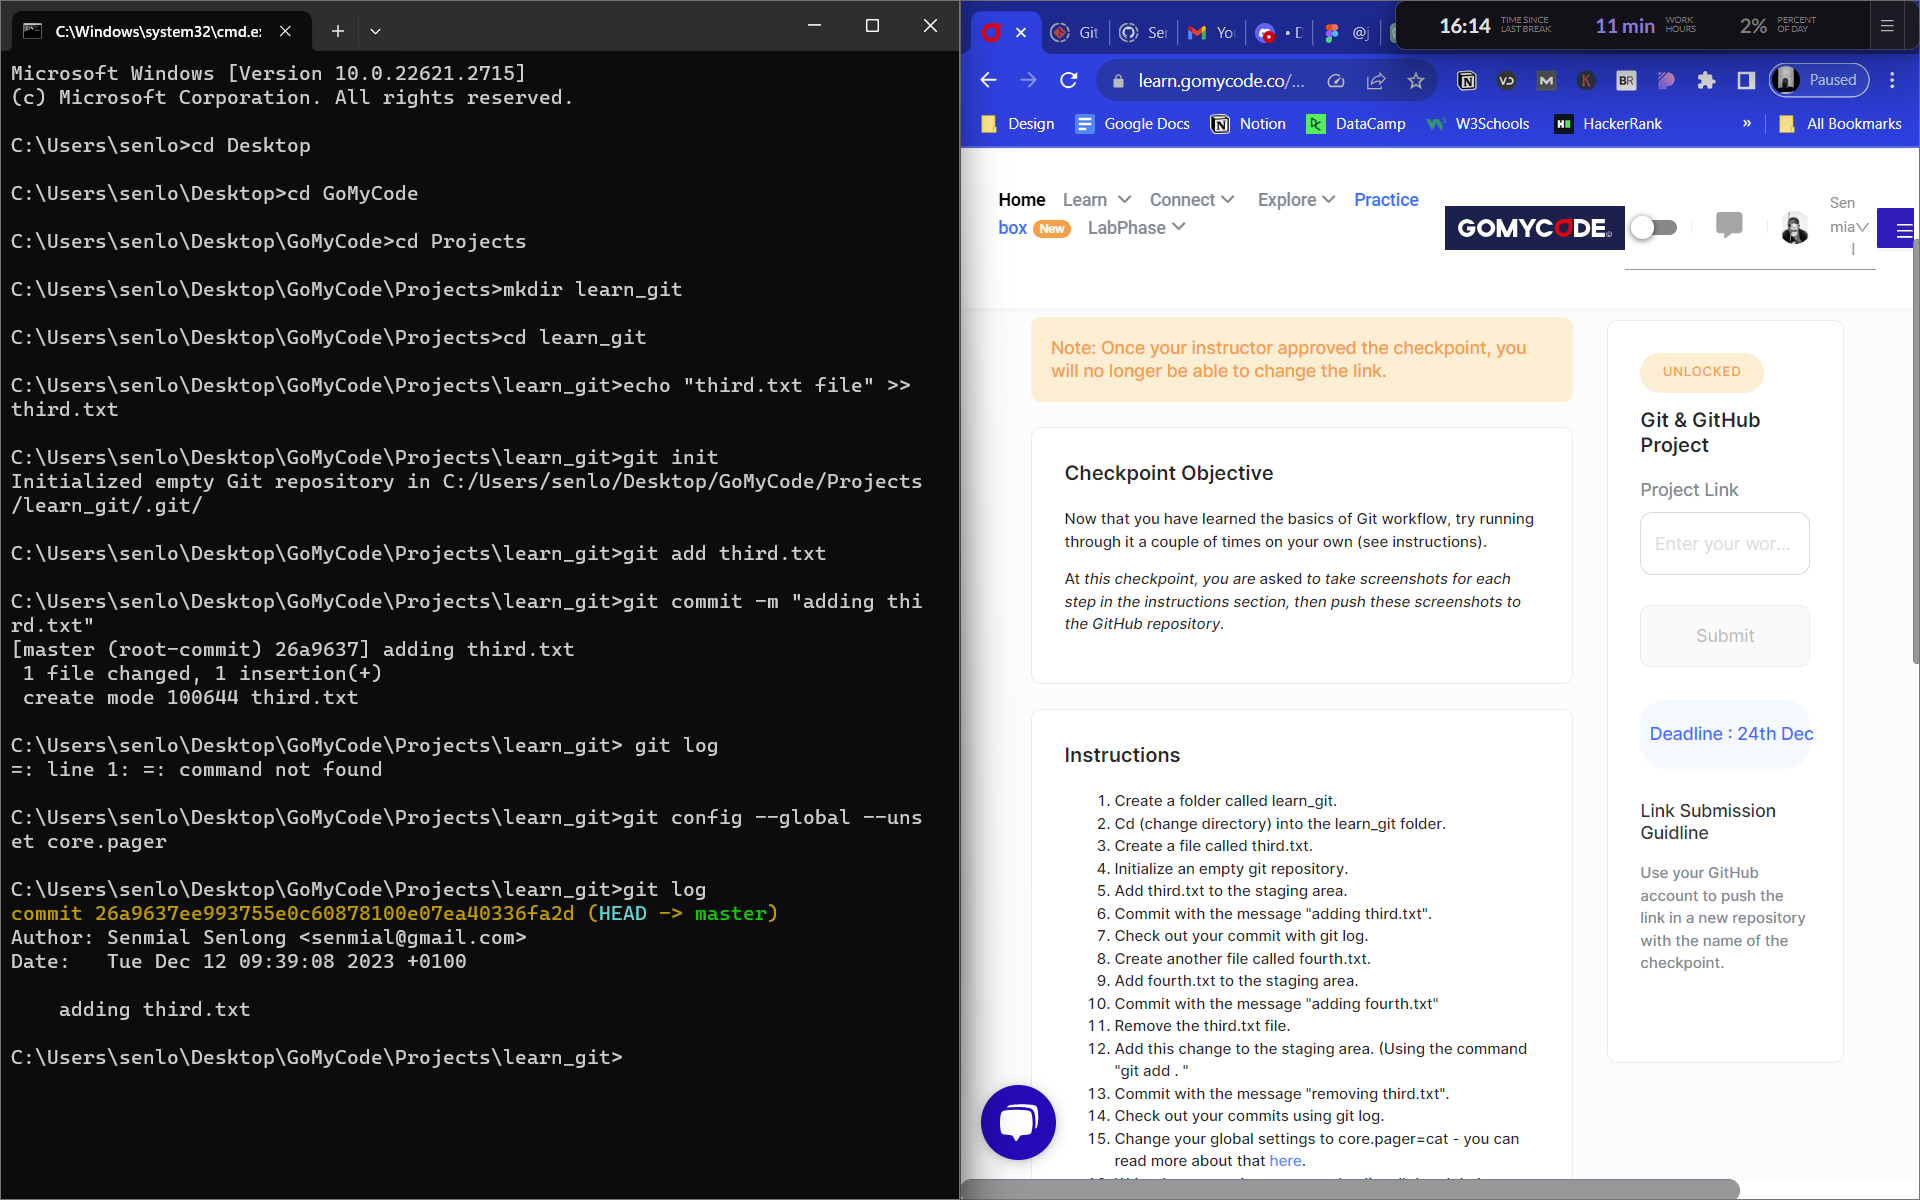 C:\Windows\system32\cmd.e
Microsoft Windows [Version 10.0.22621.2715]
(c) Microsoft Corporation. All rights reserved.
C:\Users\senlo>cd Desktop
C:\Users\senlo\Desktop>cd GoMyCode
C:\Users\senlo\Desktop\GoMyCode>cd Projects
C:\Users\senlo\Desktop\GoMyCode\Projects>mkdir learn_git
C:\Users\senlo\Desktop\GoMyCode\Projects>cd learn_git
C:\Users\senlo\Desktop\GoMyCode\Projects\learn_git>echo "third.txt file" >>
third.txt
C:\Users\senlo\Desktop\GoMyCode\Projects\learn_git>git init
Initialized empty Git repository in C:/Users/senlo/Desktop/GoMyCode/Projects
/learn_git/.git/
C:\Users\senlo\Desktop\GoMyCode\Projects\learn_git>git add third.txt
C:\Users\senlo\Desktop\GoMyCode\Projects\learn_git>git commit -m "adding thi
rd.txt"
[master (root-commit) 26a9637] adding third.txt
1 file changed, 1 insertion(+)
create mode 100644 third.txt
C:\Users\senlo\Desktop\GoMyCode\Projects\learn_git> git log
=: line 1: =: command not found
C:\Users\senlo\Desktop\GoMyCode\Projects\learn_git>git config --global --uns
et core.pager
C:\Users\senlo\Desktop\GoMyCode\Projects\learn_git>git log
commit 26a9637ee993755e0c60878100e07ea40336fa2d (HEAD -> master)
Author: Senmial Senlong <senmial@gmail.com>
Date:   Tue Dec 12 09:39:08 2023 +0100
adding third.txt
C:\Users\senlo\Desktop\GoMyCode\Projects\learn_git>
Git Ser Yo • D @j
16:14 TIME SINCE LAST BREAK 11 min WORK HOURS 2% PERCENT OF DAY
learn.gomycode.co/... Paused
Design Google Docs Notion DataCamp W3Schools HackerRank » All Bookmarks
Home Learn Connect Explore Practice
box New LabPhase
GOMYCODE
Sen
mia
l
Note: Once your instructor approved the checkpoint, you
will no longer be able to change the link.
Checkpoint Objective
Now that you have learned the basics of Git workflow, try running
through it a couple of times on your own (see instructions).
At this checkpoint, you are asked to take screenshots for each
step in the instructions section, then push these screenshots to
the GitHub repository.
Instructions
1. Create a folder called learn_git.
2. Cd (change directory) into the learn_git folder.
3. Create a file called third.txt.
4. Initialize an empty git repository.
5. Add third.txt to the staging area.
6. Commit with the message "adding third.txt".
7. Check out your commit with git log.
8. Create another file called fourth.txt.
9. Add fourth.txt to the staging area.
10. Commit with the message "adding fourth.txt"
11. Remove the third.txt file.
12. Add this change to the staging area. (Using the command
"git add . "
13. Commit with the message "removing third.txt".
14. Check out your commits using git log.
15. Change your global settings to core.pager=cat - you can
read more about that here.
UNLOCKED
Git & GitHub
Project
Project Link
Enter your wor...
Submit
Deadline : 24th Dec
Link Submission
Guidline
Use your GitHub
account to push the
link in a new repository
with the name of the
checkpoint.